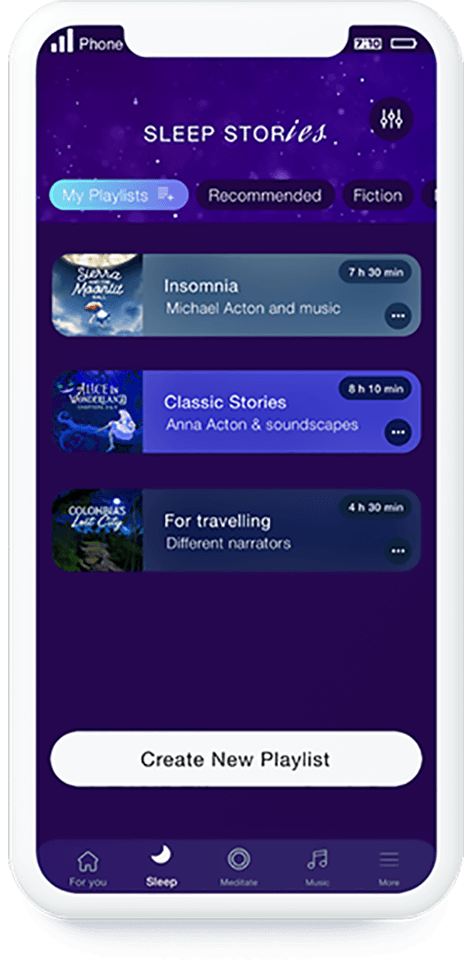 Phone 7:10
SLEEP STORies
My Playlists Recommended Fiction
7 h 30 min
Insomnia
Michael Acton and music
Sierra
Moonlit
BALL
8 h 10 min
Classic Stories
Anna Acton & soundscapes
ALICE IN
WONDERLAND
4 h 30 min
For travelling
Different narrators
COLOMBIA'S
Lost City
Create New Playlist
For you Sleep Meditate Music More